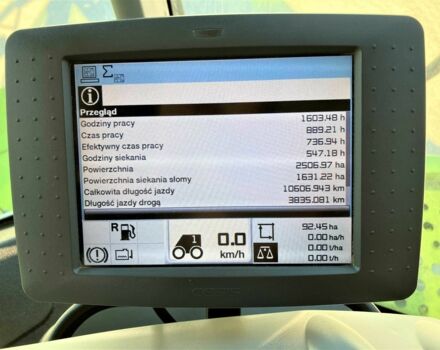 Przegląd
Godziny pracy 1603.48 h
Czas pracy 889.21 h
Efektywny czas pracy 736.94 h
Godziny siekania 547.18 h
Powierzchnia 2506.97 ha
Powierzchnia siekania słomy 1631.22 ha
Całkowita długość jazdy 10606.943 km
Długość jazdy drogą 3835.081 km
R
1
0.0
km/h
92.45 ha
0.00 ha/h
0.00 t/ha
0.00 t/h